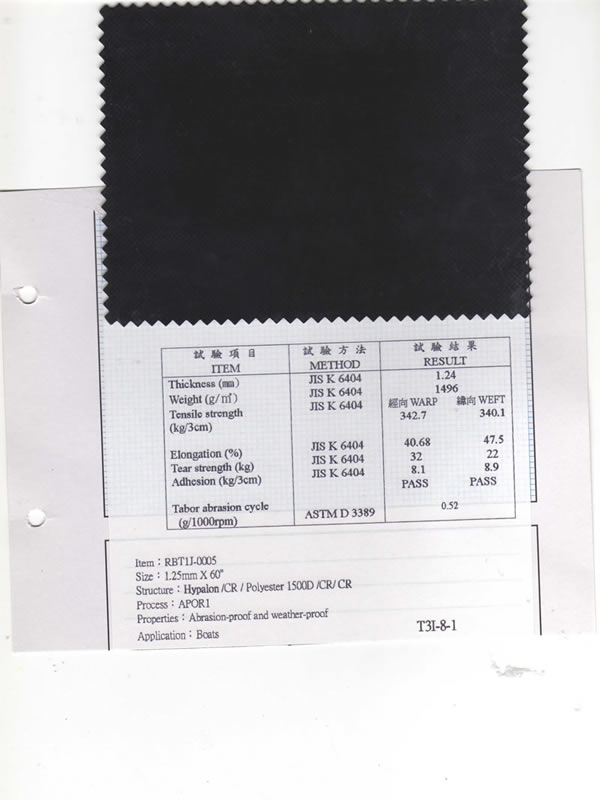 試驗項目 試驗方法 試驗結果
ITEM METHOD RESULT
Thickness (㎜) JIS K 6404 1.24
Weight (g/㎡) JIS K 6404 1496
Tensile strength JIS K 6404 經向 WARP 緯向 WEFT
(kg/3cm) 342.7 340.1
Elongation (%) JIS K 6404 40.68 47.5
Tear strength (kg) JIS K 6404 32 22
Adhesion (kg/3cm) JIS K 6404 8.1 8.9
PASS PASS
Tabor abrasion cycle ASTM D 3389 0.52
(g/1000rpm)
Item：RBT1J-0005
Size：1.25mm X 60"
Structure：Hypalon /CR / Polyester 1500D /CR/ CR
Process：APOR1
Properties：Abrasion-proof and weather-proof
Application：Boats T3I-8-1